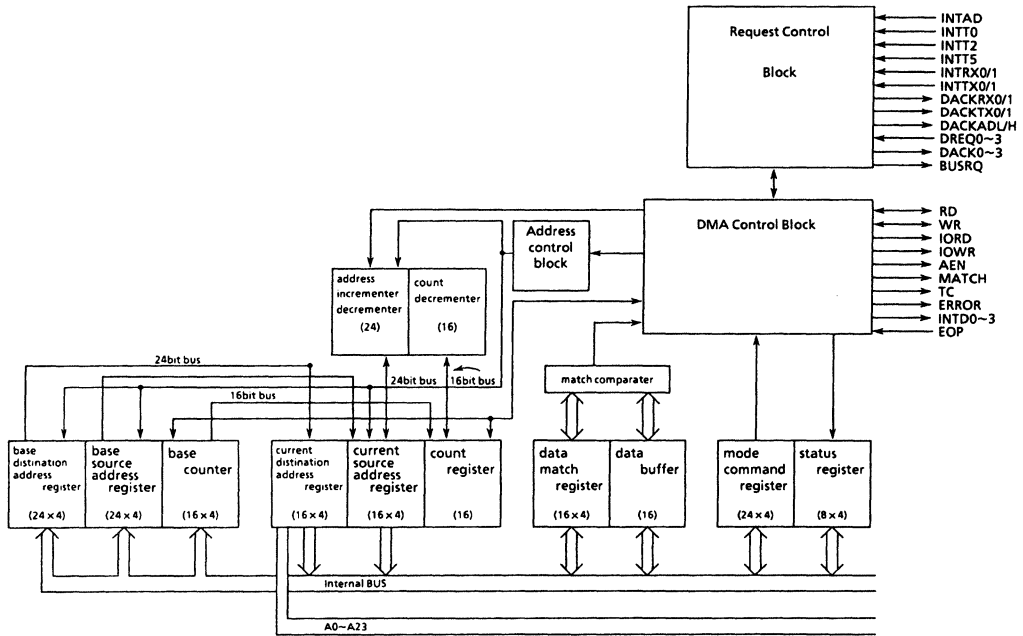 Request Control
Block
INTAD
INTT0
INTT2
INTT5
INTRX0/1
INTTX0/1
DACKRX0/1
DACKTX0/1
DACKADL/H
DREQ0~3
DACK0~3
BUSRQ
DMA Control Block
RD
WR
IORD
IOWR
AEN
MATCH
TC
ERROR
INTD0~3
EOP
Address
control
block
address
incrementer
decrementer
(24)
count
decrementer
(16)
24bit bus
24bit bus
16bit bus
16bit bus
match comparater
base
distination
address
register
(24×4)
base
source
address
register
(24×4)
base
counter
(16×4)
current
distination
address
register
(16×4)
current
source
address
register
(16×4)
count
register
(16)
data
match
register
(16×4)
data
buffer
(16)
mode
command
register
(24×4)
status
register
(8×4)
Internal BUS
A0~A23